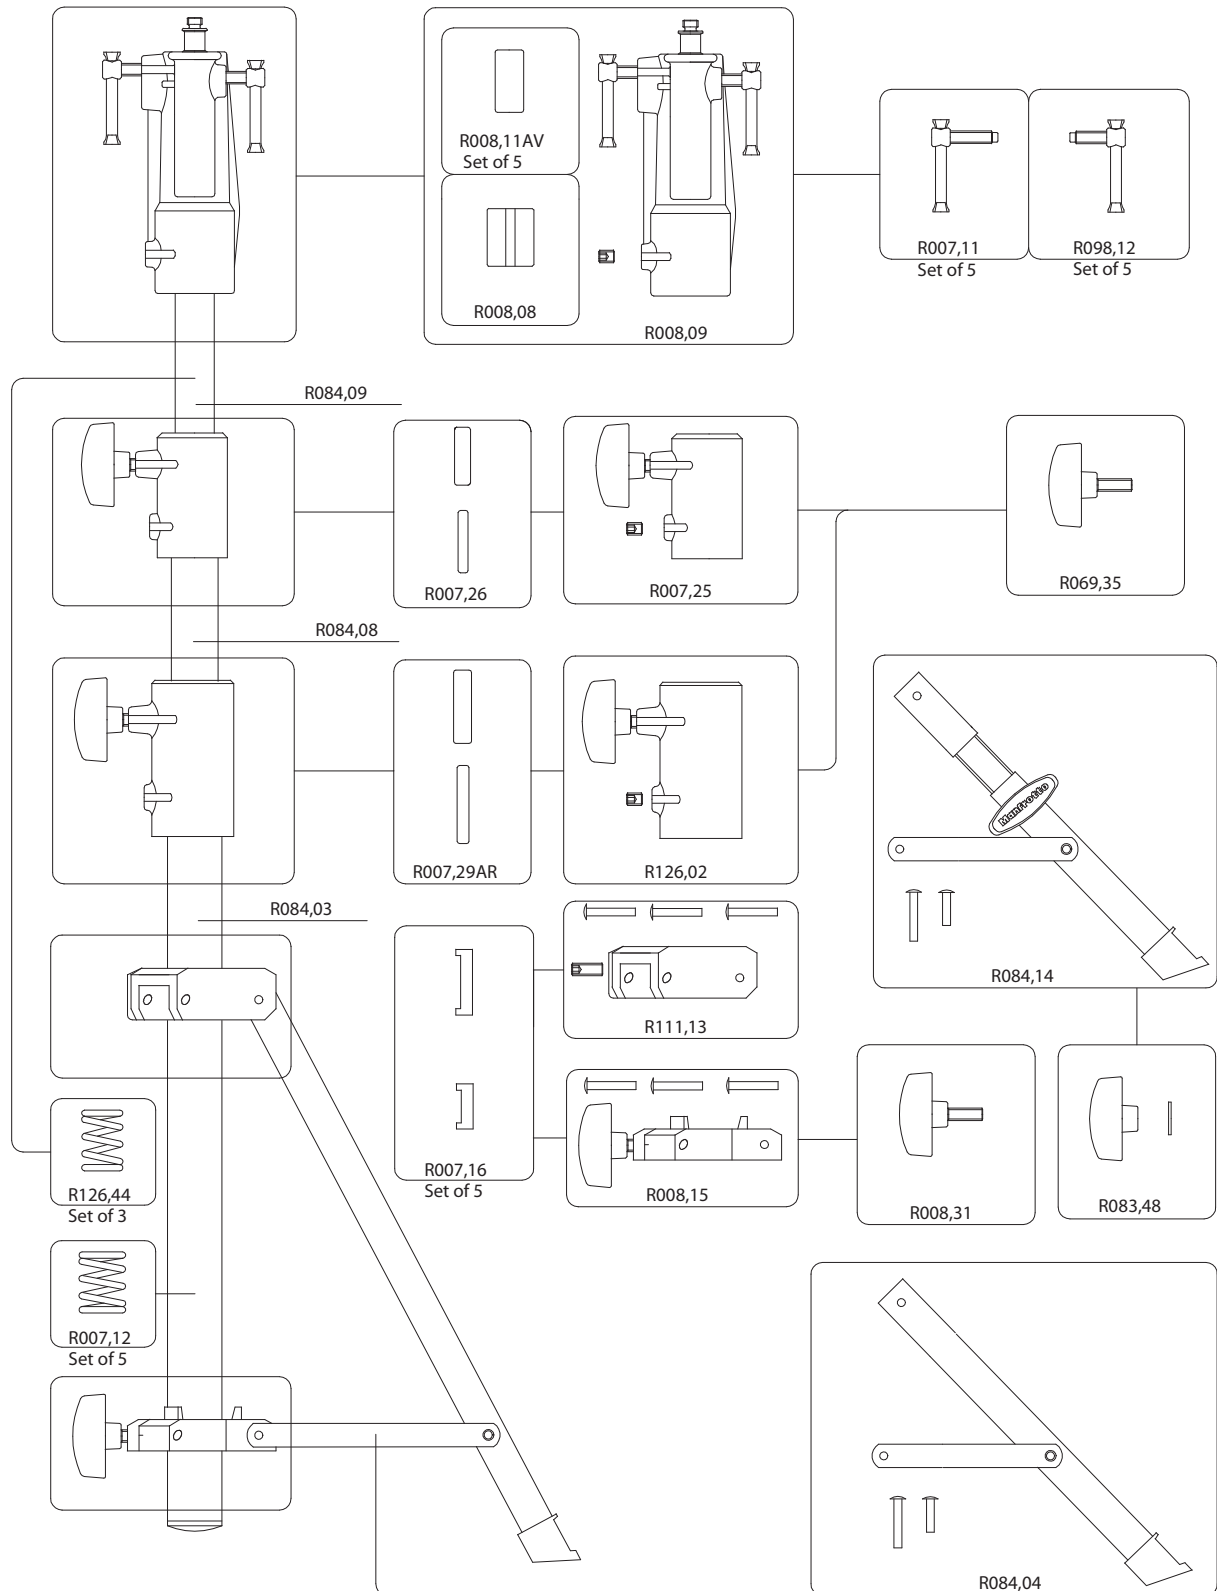 R008,11AV
Set of 5
R008,08
R008,09
R007,11
Set of 5
R098,12
Set of 5
R084,09
R007,26
R007,25
R069,35
R084,08
R007,29AR
R126,02
Manfrotto
R084,14
R084,03
R111,13
R007,16
Set of 5
R008,15
R008,31
R083,48
R126,44
Set of 3
R007,12
Set of 5
R084,04